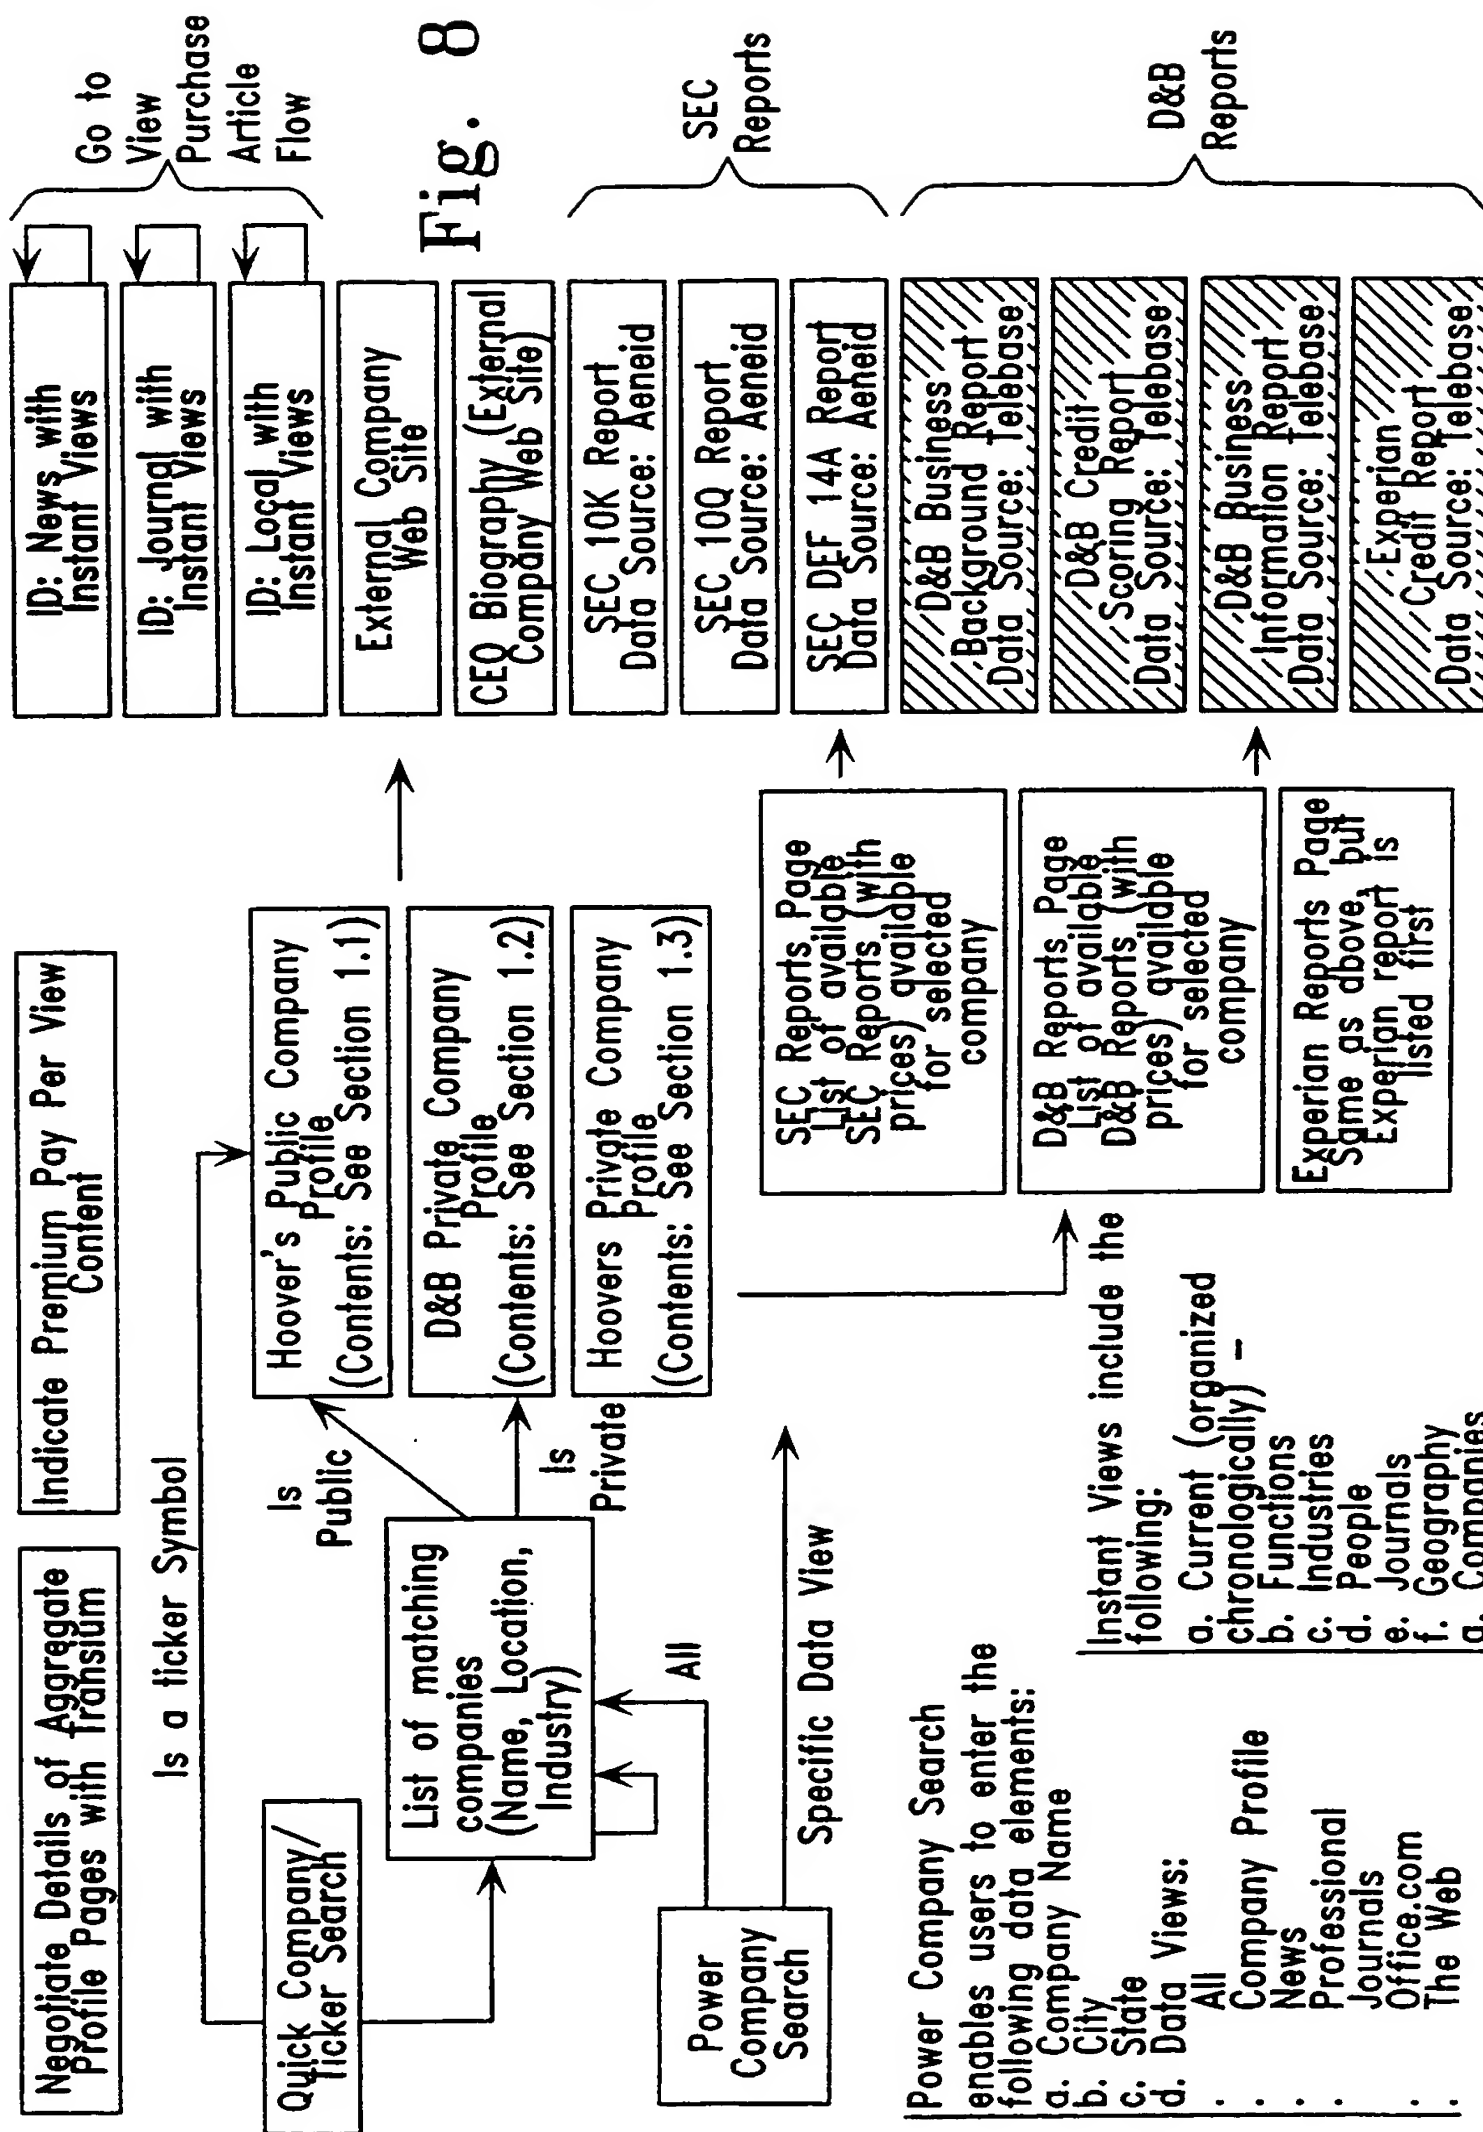 Negotiate Details of Aggregate
Profile Pages with Transium
Indicate Premium Pay Per View
Content
Is a ticker Symbol
Quick Company/
Ticker Search
List of matching
companies
(Name, Location,
Industry)
Is
Public
Is
Private
All
Power
Company
Search
Specific Data View
Hoover's Public Company
Profile
(Contents: See Section 1.1)
D&B Private Company
Profile
(Contents: See Section 1.2)
Hoovers Private Company
Profile
(Contents: See Section 1.3)
SEC Reports Page
List of available
SEC Reports (with
prices) available
for selected
company
D&B Reports Page
List of available
D&B Reports (with
prices) available
for selected
company
Experian Reports Page
Same as above, but
Experian report is
listed first
ID: News with
Instant Views
ID: Journal with
Instant Views
ID: Local with
Instant Views
External Company
Web Site
CEO Biography (External
Company Web Site)
SEC 10K Report
Data Source: Aeneid
SEC 10Q Report
Data Source: Aeneid
SEC DEF 14A Report
Data Source: Aeneid
D&B Business
Background Report
Data Source: Telebase
D&B Credit
Scoring Report
Data Source: Telebase
D&B Business
Information Report
Data Source: Telebase
Experian
Credit Report
Data Source: Telebase
Go to
View
Purchase
Article
Flow
Fig. 8
SEC
Reports
D&B
Reports
Power Company Search
enables users to enter the
following data elements:
a. Company Name
b. City
c. State
d. Data Views:
. All
. Company Profile
. News
. Professional
Journals
. Office.com
. The Web
Instant Views include the
following:
a. Current (organized
chronologically) –
b. Functions
c. Industries
d. People
e. Journals
f. Geography
g. Companies